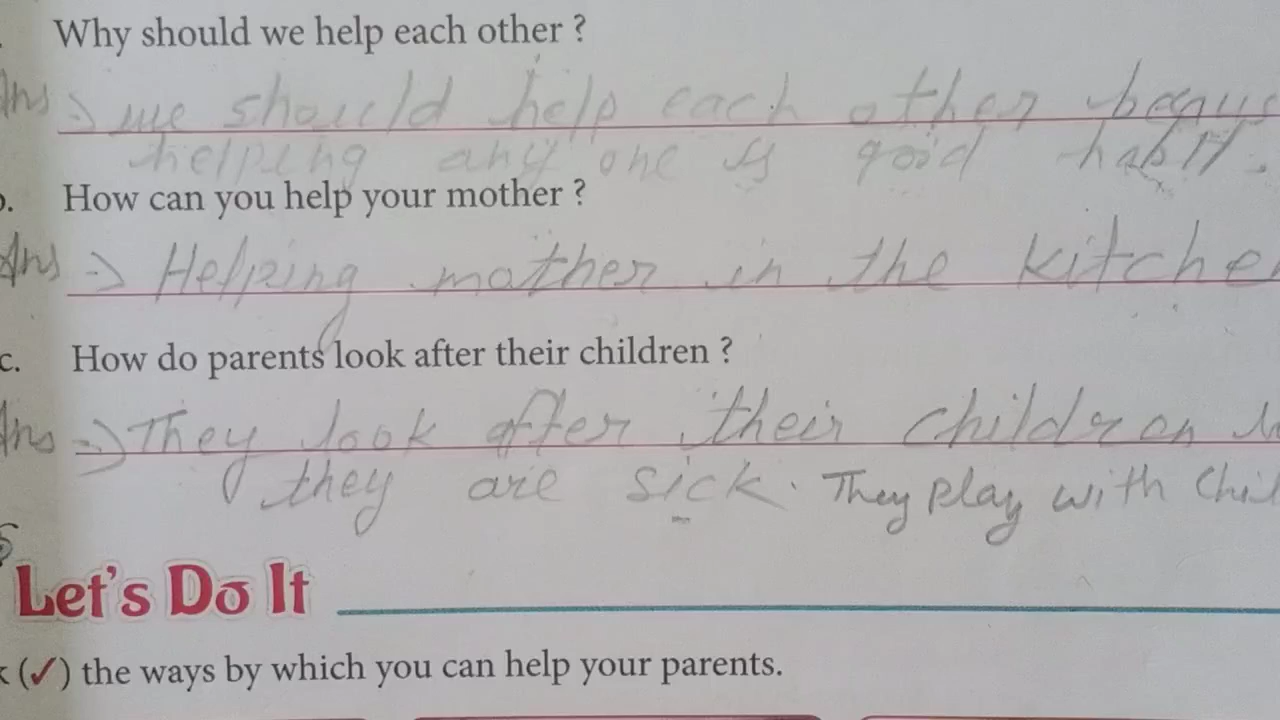 Why should we help each other ?
Ans → we should help each other becaus
helping any one is good habit.
b. How can you help your mother ?
Ans → Helping mother in the kitche
c. How do parents look after their children ?
Ans → They look after their children
they are sick. They play with Chil
Let's Do It
(✓) the ways by which you can help your parents.